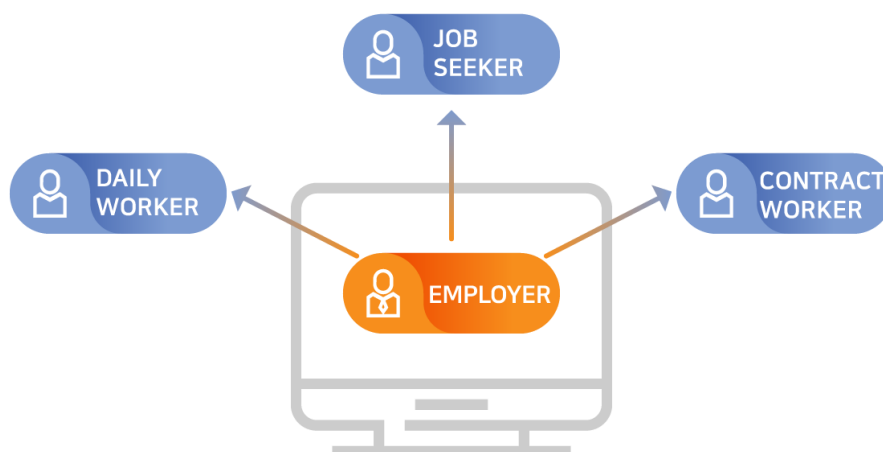 JOB
SEEKER
DAILY
WORKER
CONTRACT
WORKER
EMPLOYER